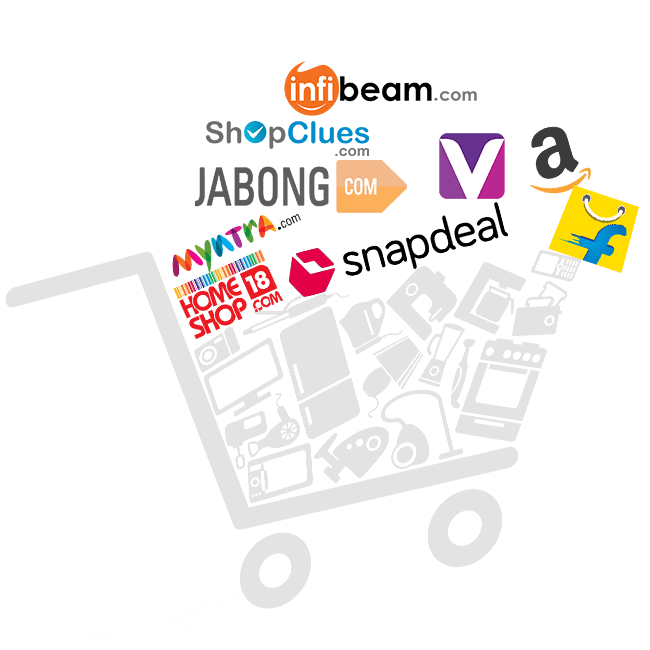 infibeam.com
ShopClues
.com
JABONG COM
V
a
snapdeal
f
myntra.com
HOME 18
SHOP .COM